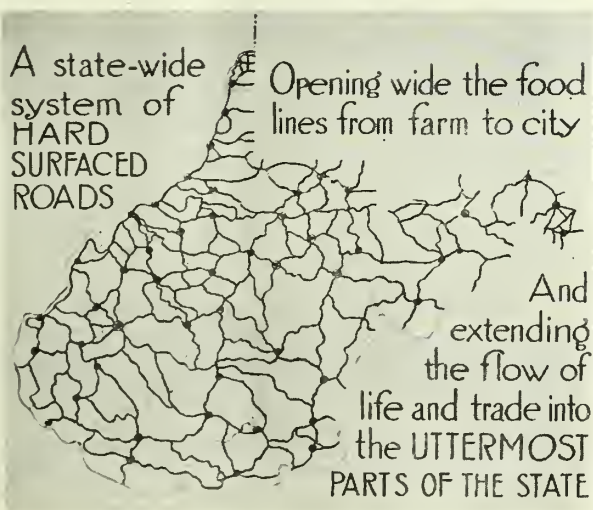 A state-wide
system of
HARD
SURFACED
ROADS
Opening wide the food
lines from farm to city
And
extending
the flow of
life and trade into
the UTTERMOST
PARTS OF THE STATE